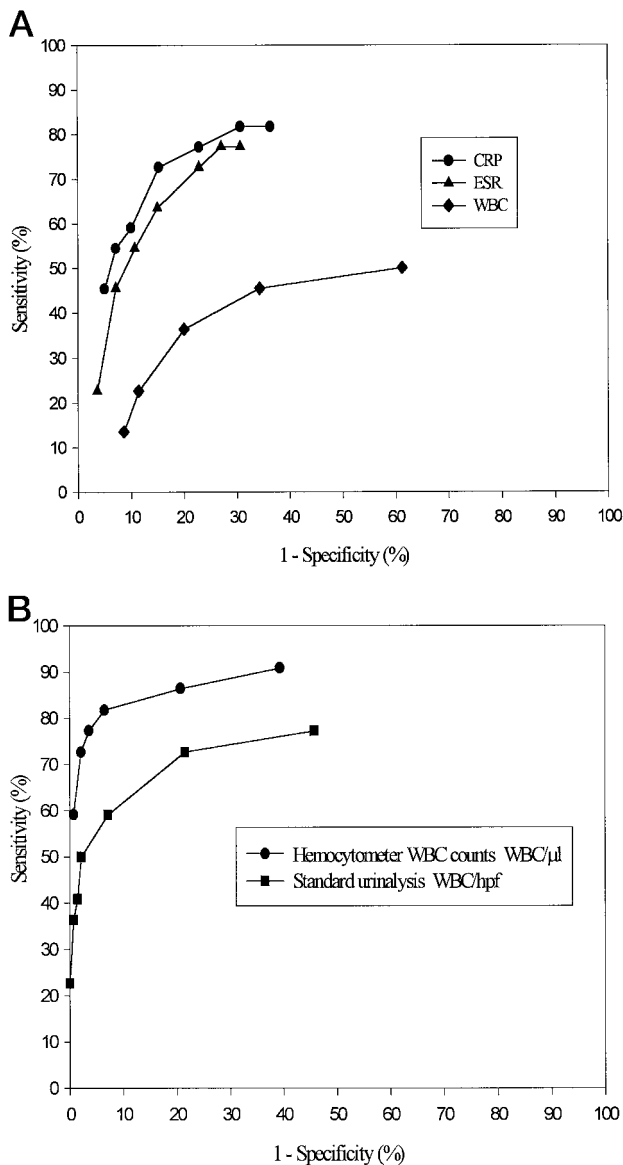 A
100
90
80
70
60
50
40
30
20
10
0
Sensitivity (%)
CRP
ESR
WBC
0 10 20 30 40 50 60 70 80 90 100
1 - Specificity (%)
B
100
90
80
70
60
50
40
30
20
10
0
Sensitivity (%)
Hemocytometer WBC counts WBC/µl
Standard urinalysis WBC/hpf
0 10 20 30 40 50 60 70 80 90 100
1 - Specificity (%)